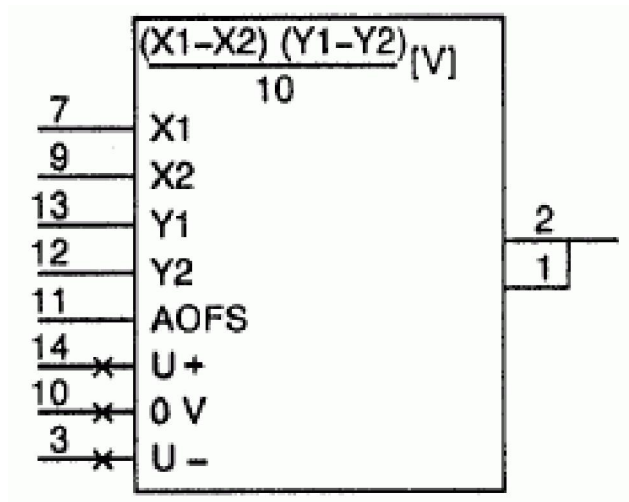 (X1-X2) (Y1-Y2) [V]
10
7 X1
9 X2
13 Y1
12 Y2
11 AOFS
14 U+
10 0 V
3 U-
2
1